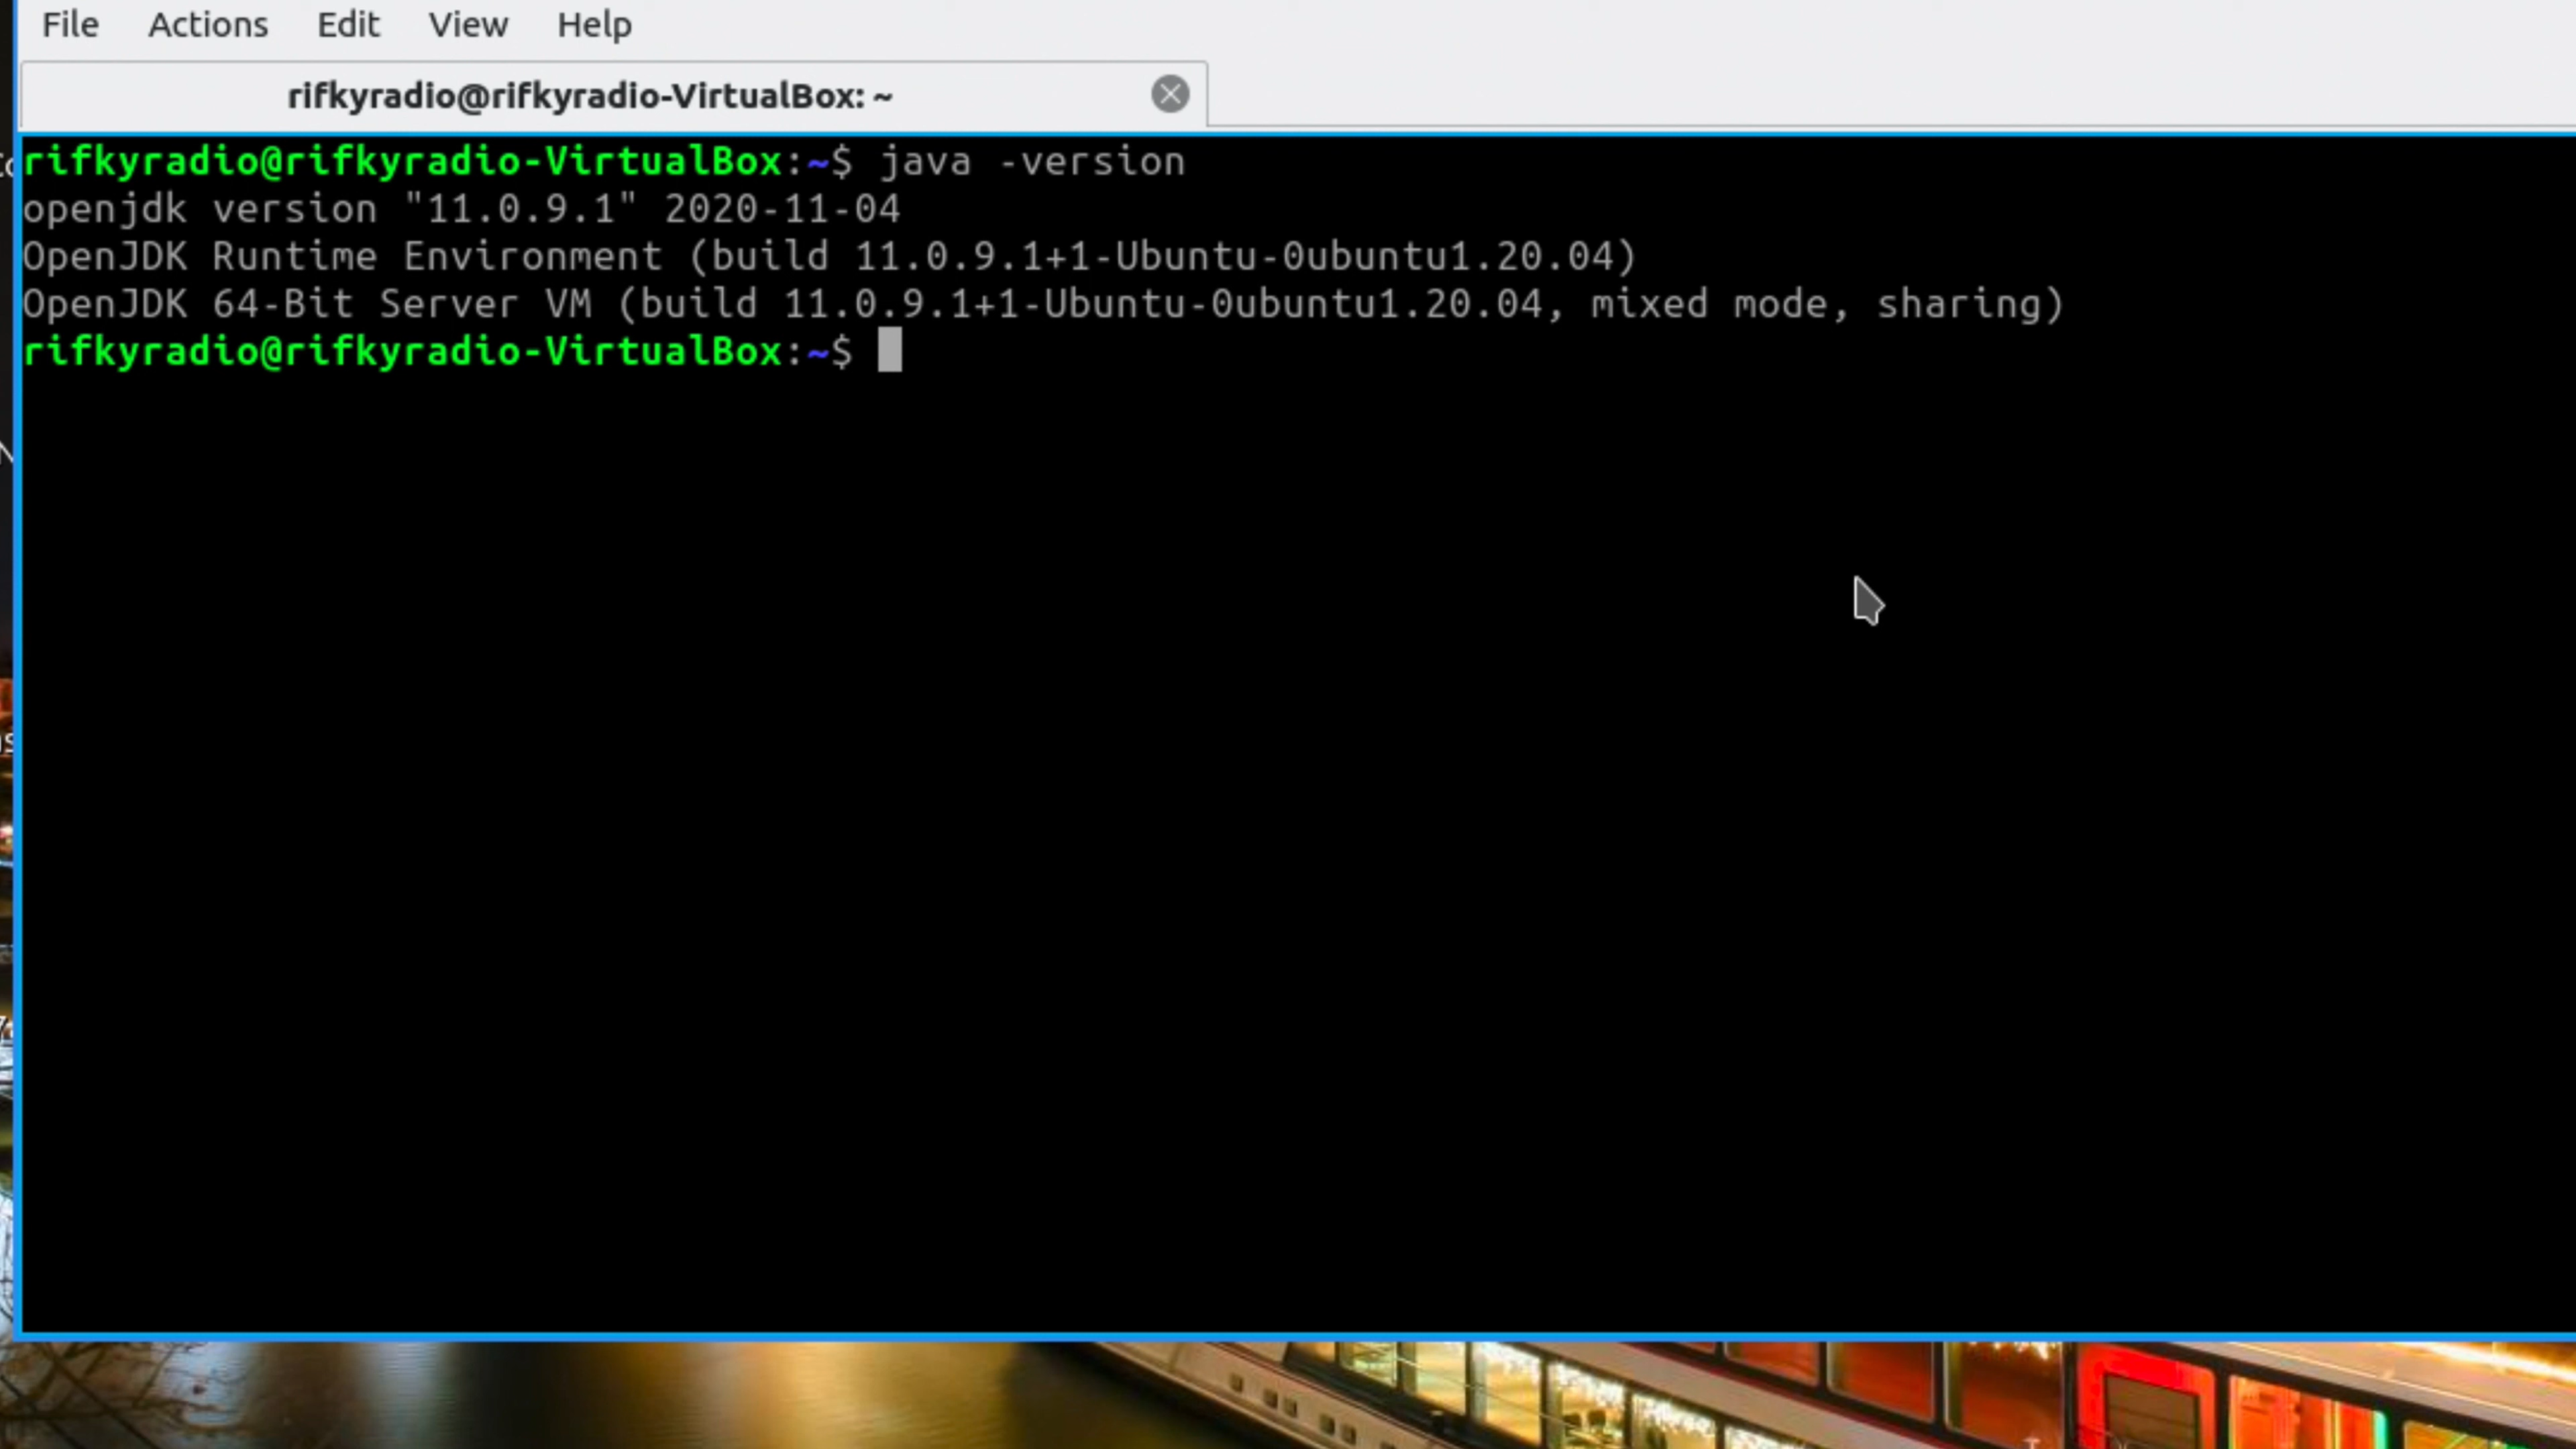 File Actions Edit View Help
rifkyradio@rifkyradio-VirtualBox: ~
rifkyradio@rifkyradio-VirtualBox:~$ java -version
openjdk version "11.0.9.1" 2020-11-04
OpenJDK Runtime Environment (build 11.0.9.1+1-Ubuntu-0ubuntu1.20.04)
OpenJDK 64-Bit Server VM (build 11.0.9.1+1-Ubuntu-0ubuntu1.20.04, mixed mode, sharing)
rifkyradio@rifkyradio-VirtualBox:~$